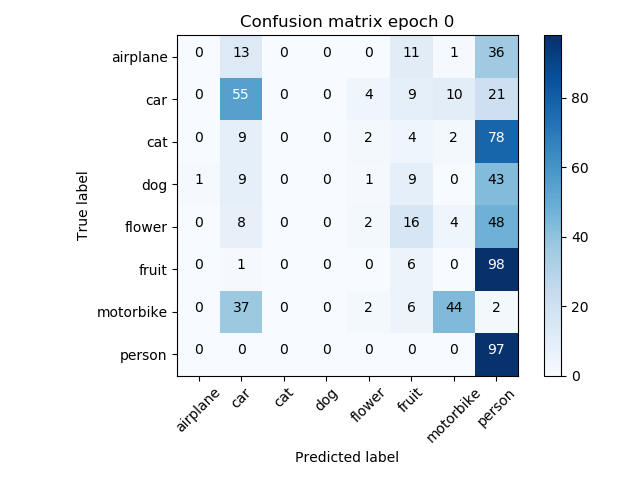 Confusion matrix epoch 0
True label
airplane 0 13 0 0 0 11 1 36
car 0 55 0 0 4 9 10 21
cat 0 9 0 0 2 4 2 78
dog 1 9 0 0 1 9 0 43
flower 0 8 0 0 2 16 4 48
fruit 0 1 0 0 0 6 0 98
motorbike 0 37 0 0 2 6 44 2
person 0 0 0 0 0 0 0 97
airplane car cat dog flower fruit motorbike person
Predicted label
80
60
40
20
0